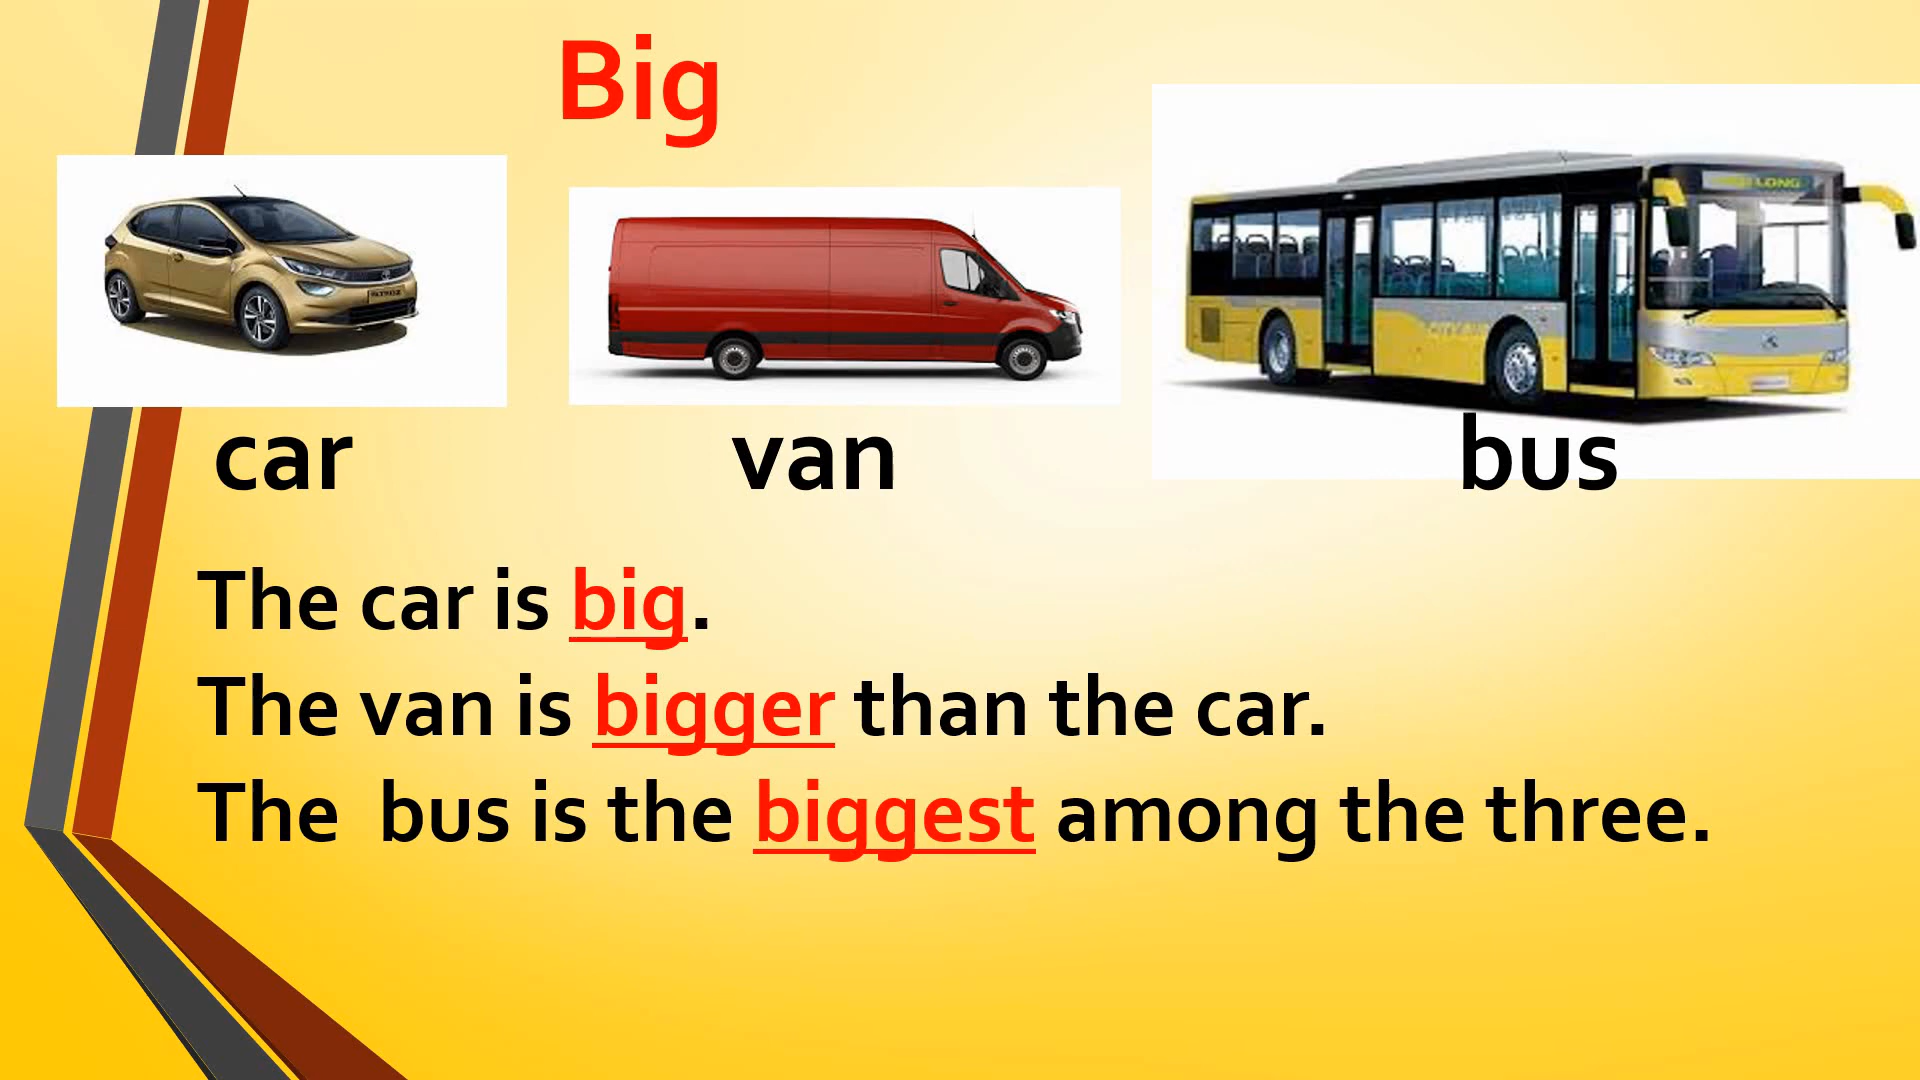 Big
car van bus
The car is big.
The van is bigger than the car.
The  bus is the biggest among the three.